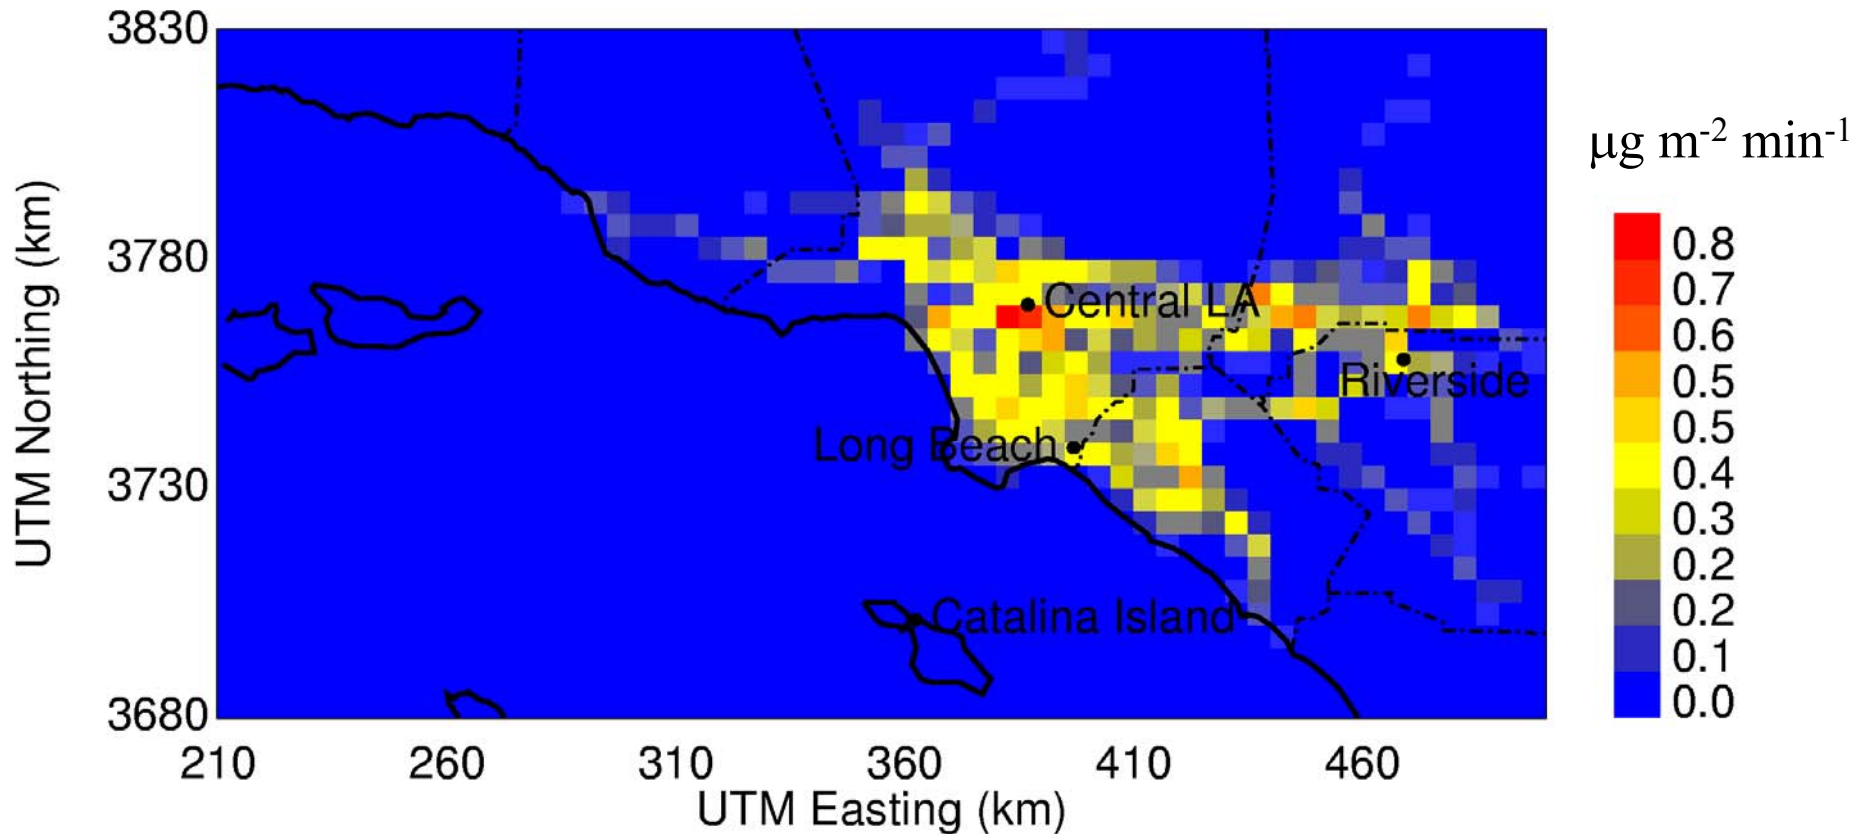 3830
3780
3730
3680
UTM Northing (km)
210 260 310 360 410 460
UTM Easting (km)
Central LA
Riverside
Long Beach
Catalina Island
μg m-2 min-1
0.8
0.7
0.6
0.5
0.5
0.4
0.3
0.2
0.2
0.1
0.0